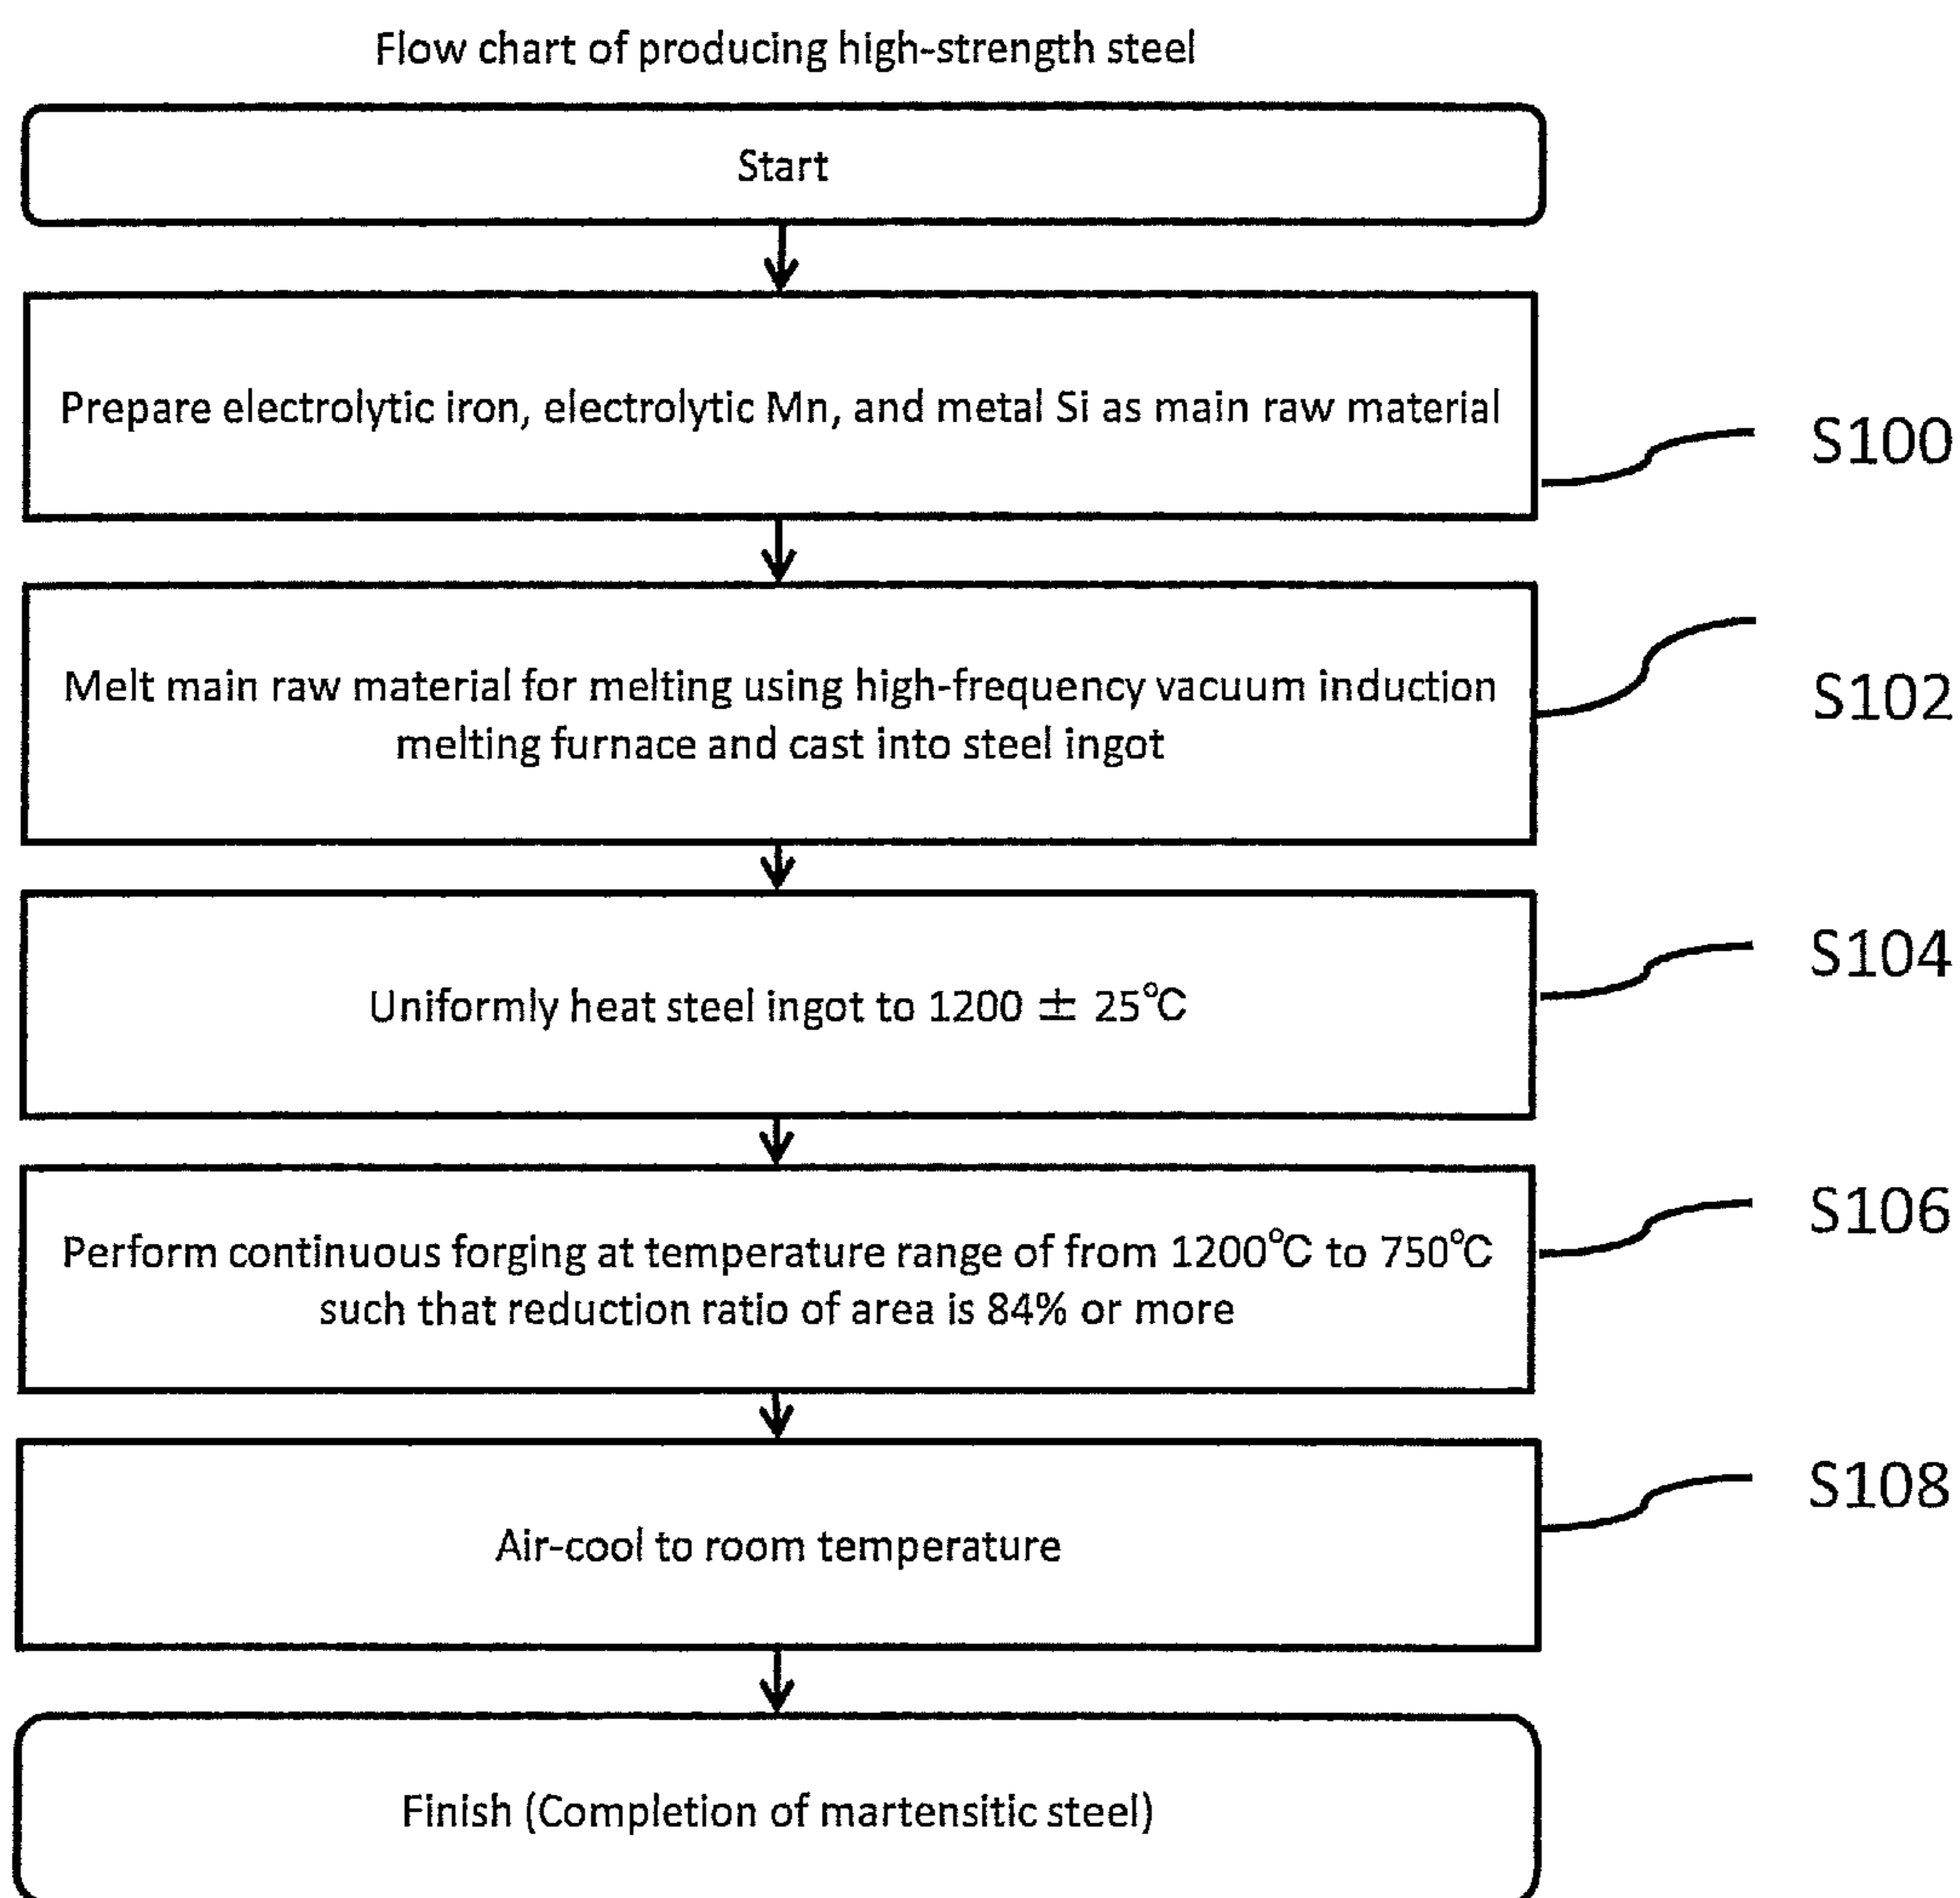 Flow chart of producing high-strength steel
Start
Prepare electrolytic iron, electrolytic Mn, and metal Si as main raw material
S100
Melt main raw material for melting using high-frequency vacuum induction
melting furnace and cast into steel ingot
S102
Uniformly heat steel ingot to 1200 ± 25℃
S104
Perform continuous forging at temperature range of from 1200℃ to 750℃
such that reduction ratio of area is 84% or more
S106
Air-cool to room temperature
S108
Finish (Completion of martensitic steel)